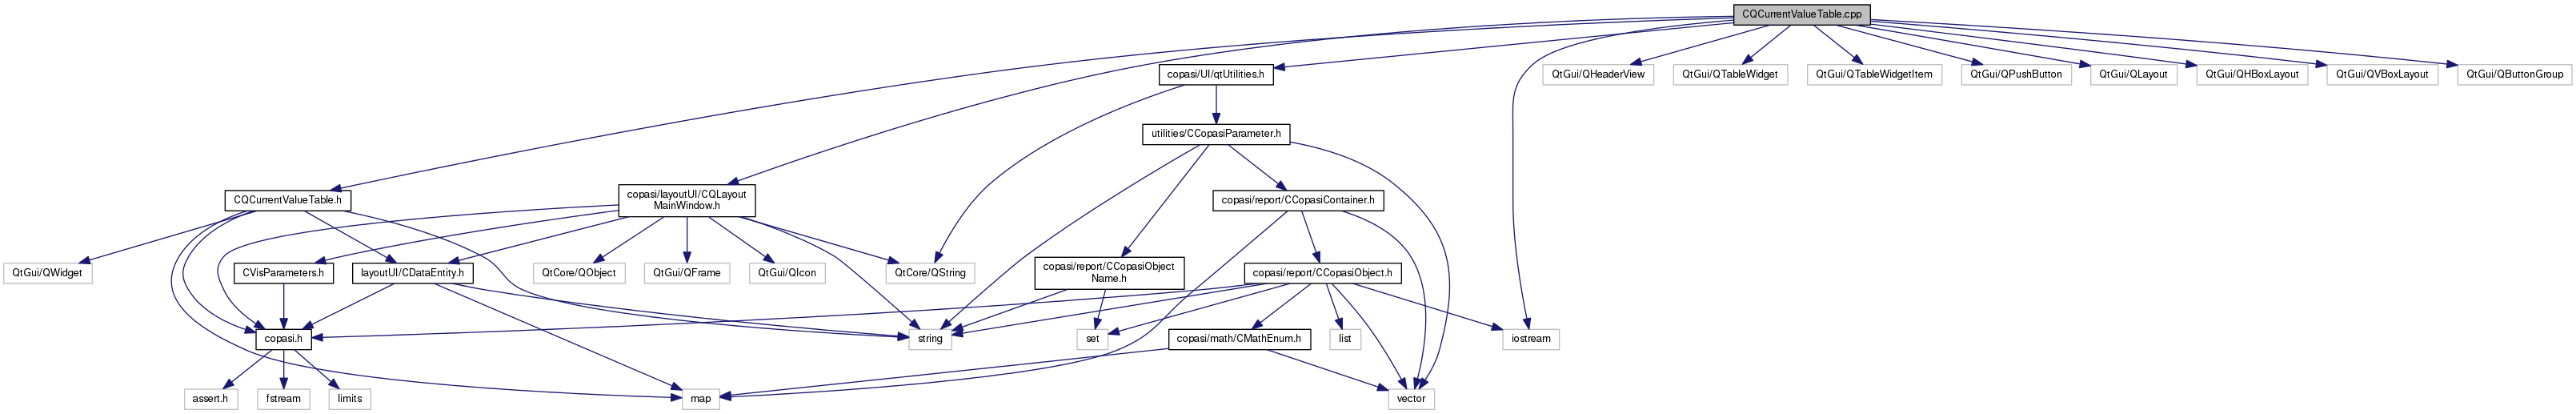 CQCurrentValueTable.cpp
copasi/UI/qtUtilities.h
QtGui/QHeaderView
QtGui/QTableWidget
QtGui/QTableWidgetItem
QtGui/QPushButton
QtGui/QLayout
QtGui/QHBoxLayout
QtGui/QVBoxLayout
QtGui/QButtonGroup
utilities/CCopasiParameter.h
CQCurrentValueTable.h
copasi/layoutUI/CQLayout
MainWindow.h
copasi/report/CCopasiContainer.h
QtGui/QWidget
CVisParameters.h
layoutUI/CDataEntity.h
QtCore/QObject
QtGui/QFrame
QtGui/QIcon
QtCore/QString
copasi/report/CCopasiObject
Name.h
copasi/report/CCopasiObject.h
copasi.h
string
set
copasi/math/CMathEnum.h
list
iostream
assert.h
fstream
limits
map
vector